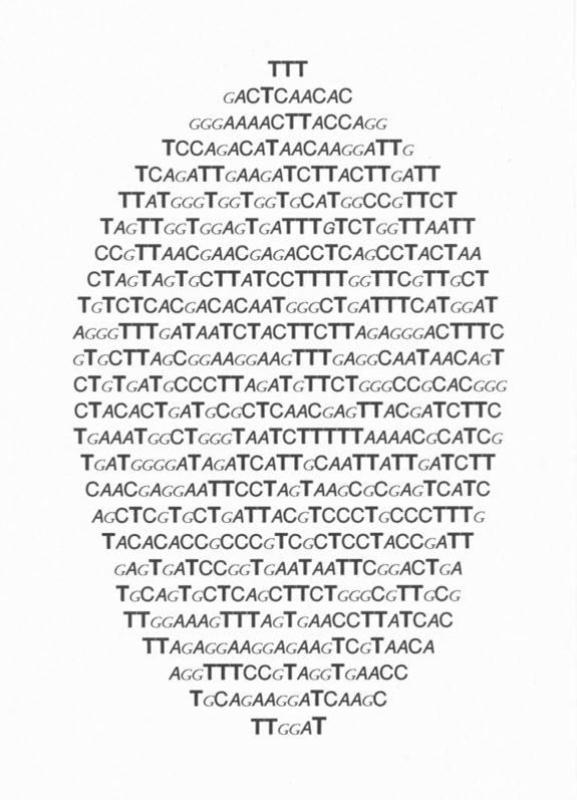 TTT
GACTCAACAC
GGGAAAACTTACCAGG
TCCAGACATAACAAGGATTG
TCAGATTGAAGATCTTACTTGATT
TTATGGGTGGTGGTGCATGGCCGTTCT
TAGTTGGTGGAGTGATTTGTCTGGTTAATT
CCGTTAACGAACGAGACCTCAGCCTACTAA
CTAGTAGTGCTTATCCTTTTGGTTCGTTGCT
TGTCTCACGACACAATGGGCTGATTTCATGGAT
AGGGTTTGATAATCTACTTCTTAGAGGGACTTTC
GTGCTTAGCGGAAGGAAGTTTGAGGCAATAACAGT
CTGTGATGCCCTTAGATGTTCTGGGCCGCACGGG
CTACACTGATGCGCTCAACGAGTTACGATCTTC
TGAAATGGCTGGGTAATCTTTTTAAAACGCATCG
TGATGGGGATAGATCATTGCAATTATTGATCTT
CAACGAGGAATTCCTAGTAAGCGCGAGTCATC
AGCTCGTGCTGATTACGTCCCTGCCCTTTG
TACACACCGCCCGTCGCTCCTACCGATT
GAGTGATCCGGTGAATAATTCGGACTGA
TGCAGTGCTCAGCTTCTGGGCGTTGCG
TTGGAAAGTTTAGTGAACCTTATCAC
TTAGAGGAAGGAGAAGTCGTAACA
AGGTTTCCGTAGGTGAACC
TGCAGAAGGATCAAGC
TTGGAT